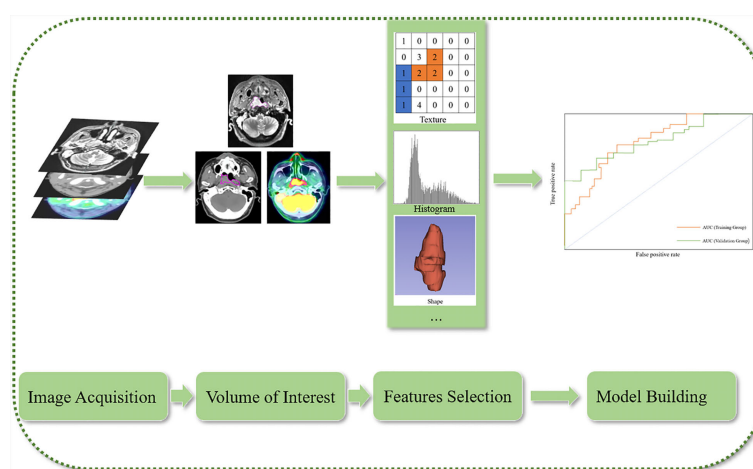 1 0 0 0 0
0 3 2 0 0
1 2 2 0 0
1 0 0 0 0
1 4 0 0 0
Texture
Histogram
Shape
...
True positive rate
AUC (Training Group)
AUC (Validation Group)
False positive rate
Image Acquisition
Volume of Interest
Features Selection
Model Building